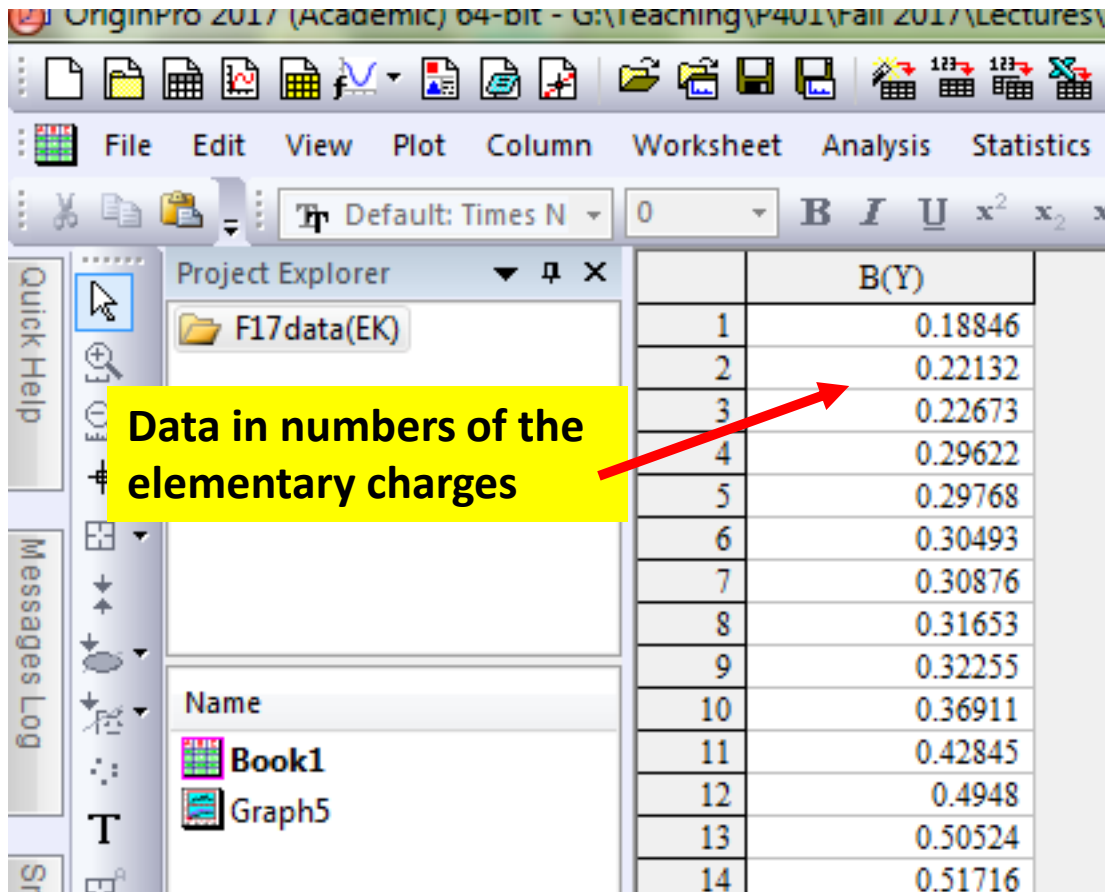 OriginPro 2017 (Academic) 64-bit - G:\Teaching\P401\Fall 2017\Lectures\
File Edit View Plot Column Worksheet Analysis Statistics
Default: Times N 0 B I U x2 x2
Quick Help
Messages Log
Project Explorer
F17data(EK)
Data in numbers of the
elementary charges
Name
Book1
Graph5
T
B(Y)
1 0.18846
2 0.22132
3 0.22673
4 0.29622
5 0.29768
6 0.30493
7 0.30876
8 0.31653
9 0.32255
10 0.36911
11 0.42845
12 0.4948
13 0.50524
14 0.51716